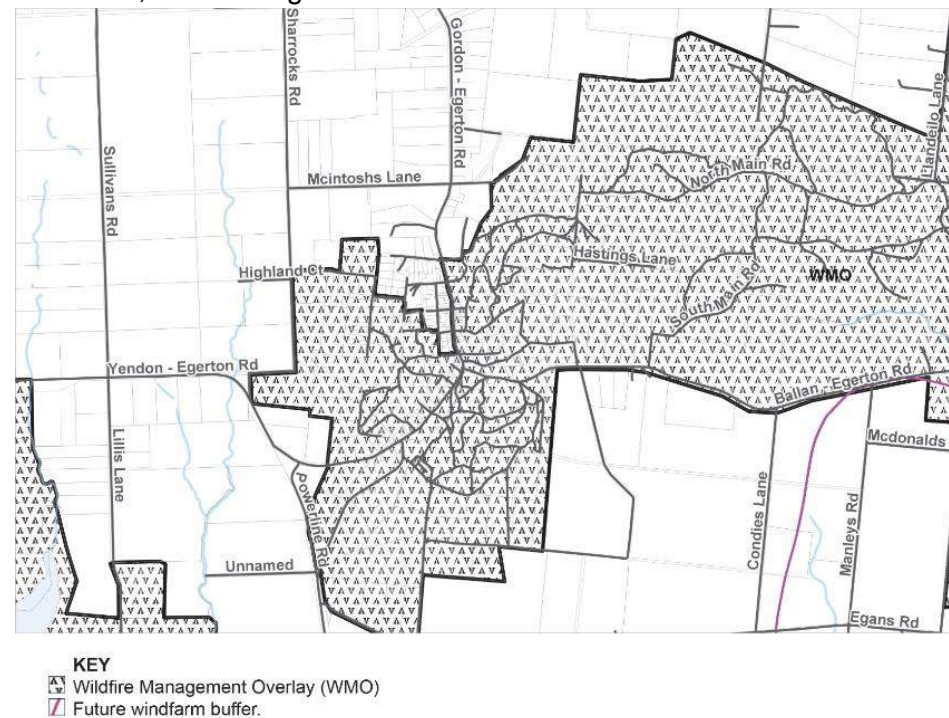 Sharrocks Rd
Gordon - Egerton Rd
Llandeilo Lane
Sullivans Rd
Mcintoshs Lane
North Main Rd
Highland Ct
Hastings Lane
WMO
South Main Rd
Yendon - Egerton Rd
Ballan - Egerton Rd
Lillis Lane
Mcdonalds
Powerline Rd
Condies Lane
Manleys Rd
Unnamed
Egans Rd
KEY
Wildfire Management Overlay (WMO)
Future windfarm buffer.